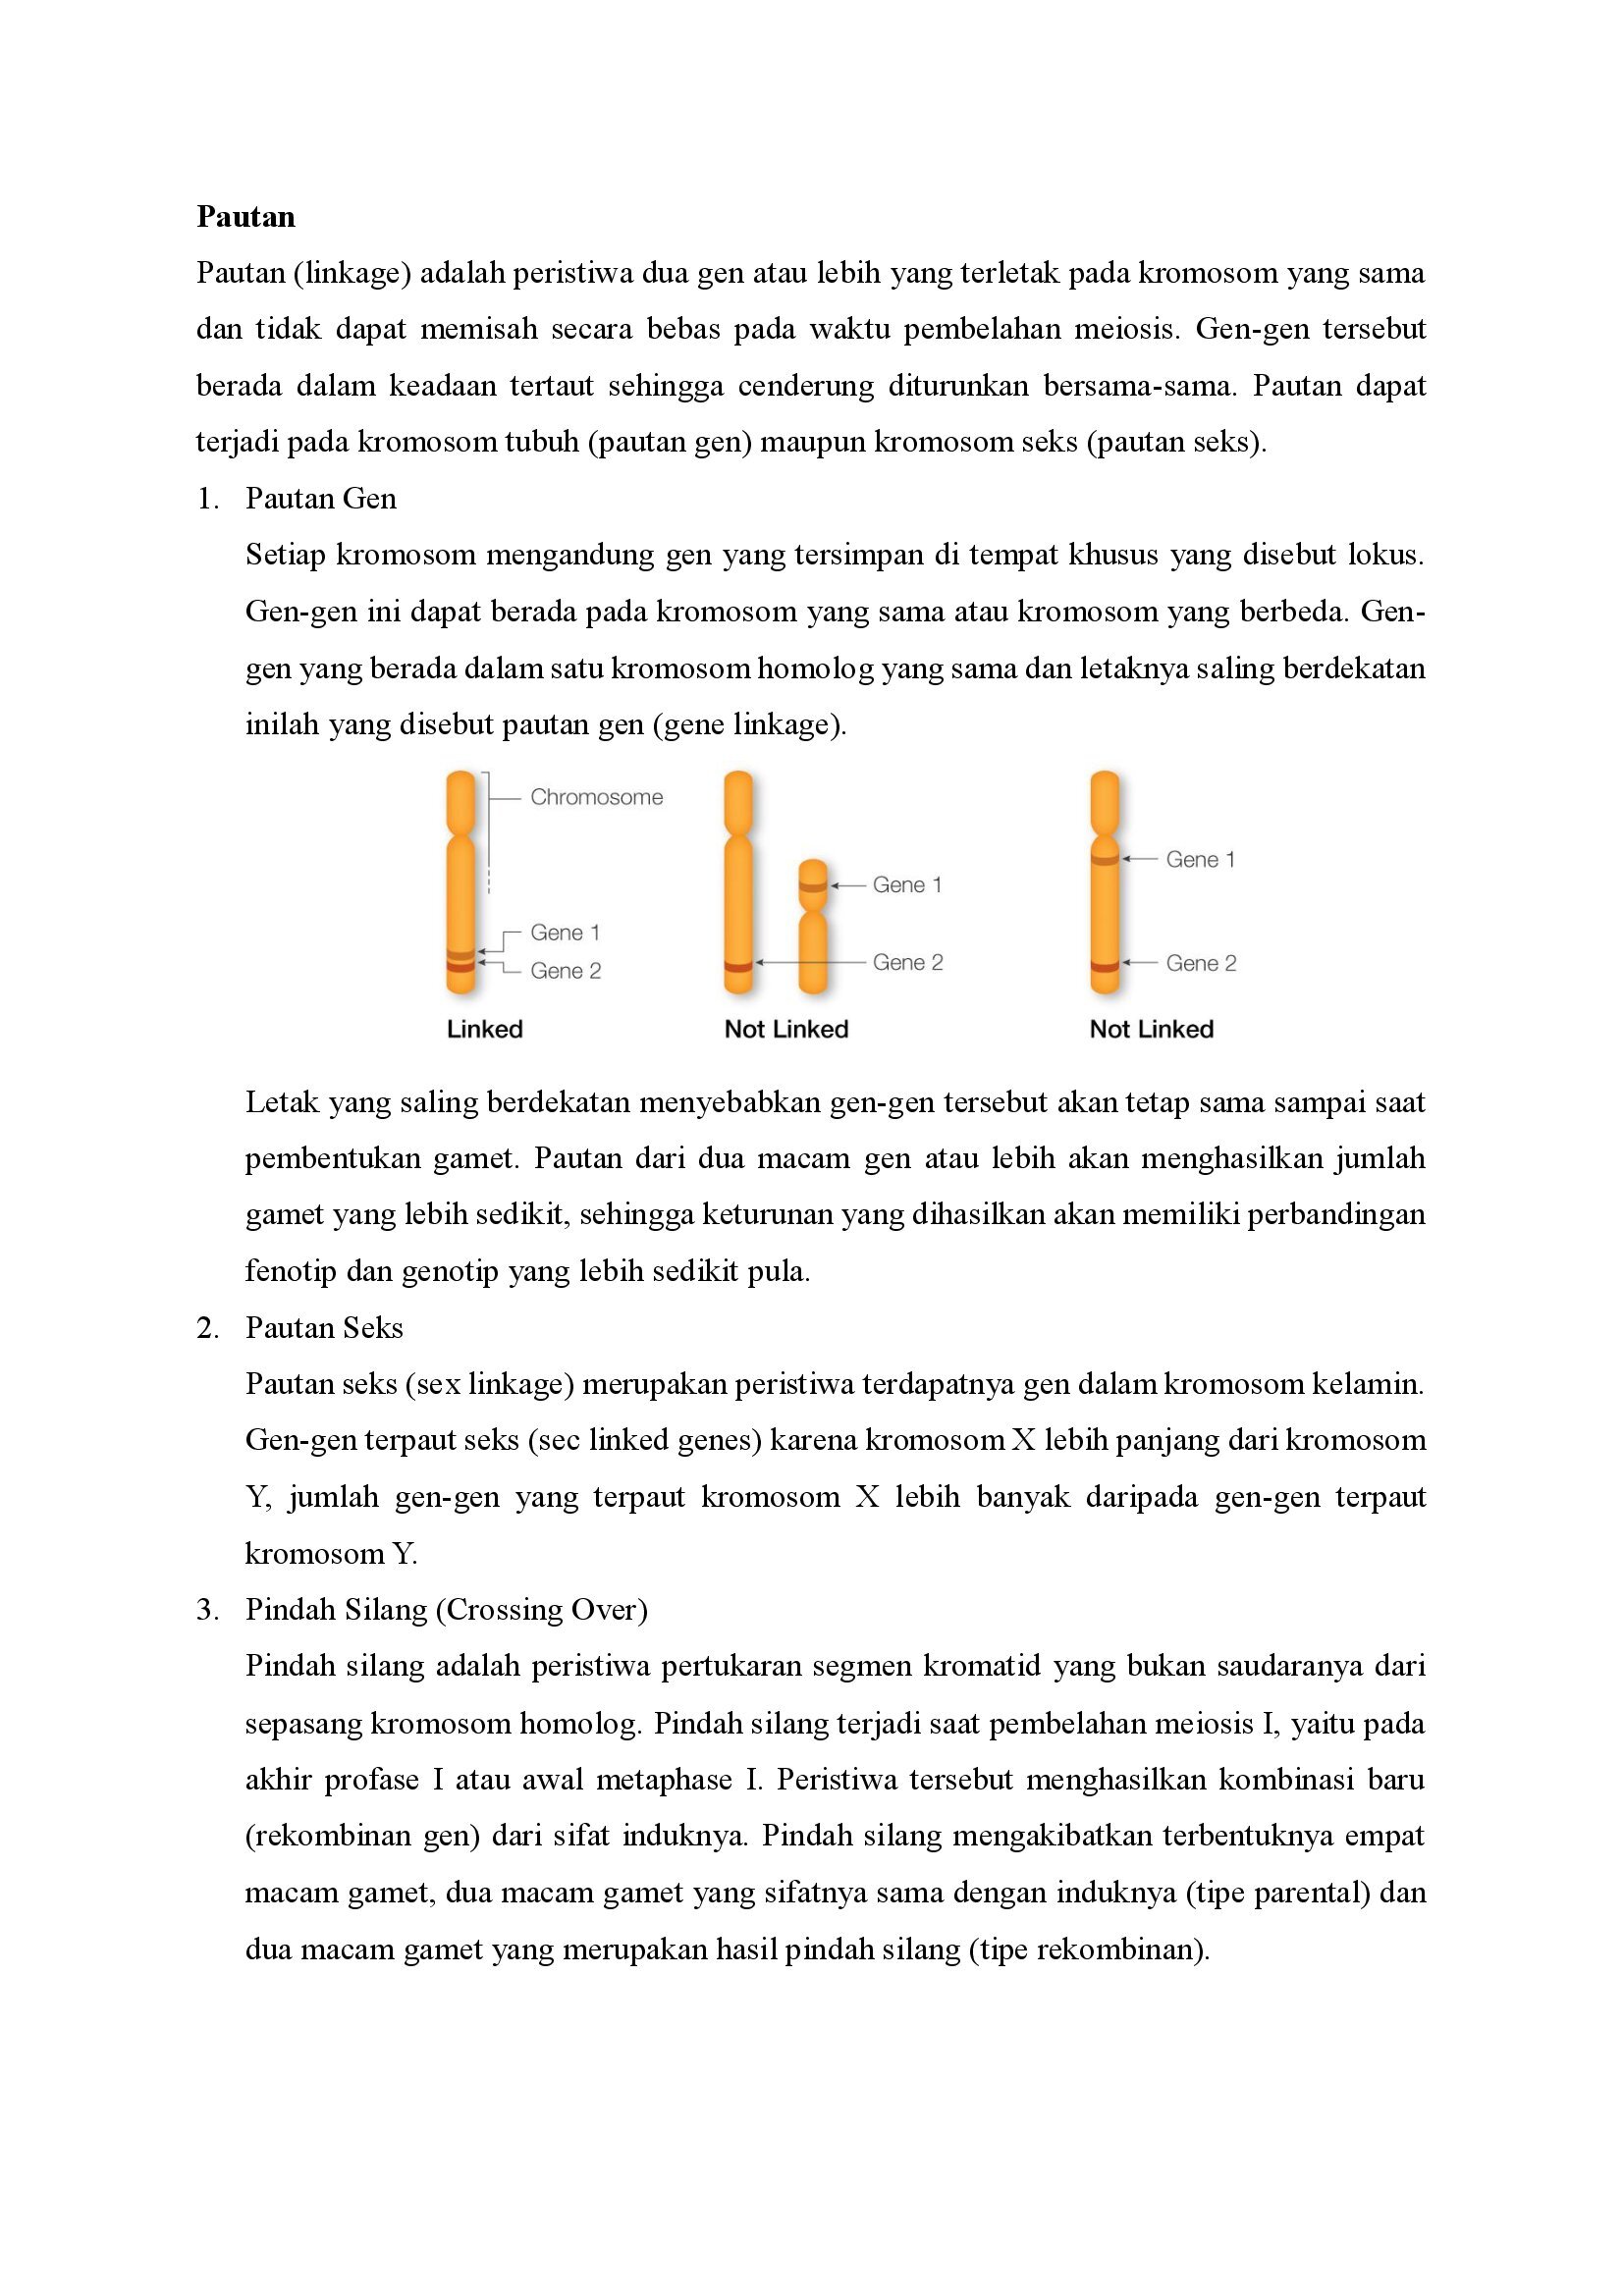 Pautan
Pautan (linkage) adalah peristiwa dua gen atau lebih yang terletak pada kromosom yang sama
dan tidak dapat memisah secara bebas pada waktu pembelahan meiosis. Gen-gen tersebut
berada dalam keadaan tertaut sehingga cenderung diturunkan bersama-sama. Pautan dapat
terjadi pada kromosom tubuh (pautan gen) maupun kromosom seks (pautan seks).
1. Pautan Gen
Setiap kromosom mengandung gen yang tersimpan di tempat khusus yang disebut lokus.
Gen-gen ini dapat berada pada kromosom yang sama atau kromosom yang berbeda. Gen-
gen yang berada dalam satu kromosom homolog yang sama dan letaknya saling berdekatan
inilah yang disebut pautan gen (gene linkage).
Chromosome
Gene 1
Gene 2
Linked
Gene 1
Gene 2
Not Linked
Gene 1
Gene 2
Not Linked
Letak yang saling berdekatan menyebabkan gen-gen tersebut akan tetap sama sampai saat
pembentukan gamet. Pautan dari dua macam gen atau lebih akan menghasilkan jumlah
gamet yang lebih sedikit, sehingga keturunan yang dihasilkan akan memiliki perbandingan
fenotip dan genotip yang lebih sedikit pula.
2. Pautan Seks
Pautan seks (sex linkage) merupakan peristiwa terdapatnya gen dalam kromosom kelamin.
Gen-gen terpaut seks (sec linked genes) karena kromosom X lebih panjang dari kromosom
Y, jumlah gen-gen yang terpaut kromosom X lebih banyak daripada gen-gen terpaut
kromosom Y.
3. Pindah Silang (Crossing Over)
Pindah silang adalah peristiwa pertukaran segmen kromatid yang bukan saudaranya dari
sepasang kromosom homolog. Pindah silang terjadi saat pembelahan meiosis I, yaitu pada
akhir profase I atau awal metaphase I. Peristiwa tersebut menghasilkan kombinasi baru
(rekombinan gen) dari sifat induknya. Pindah silang mengakibatkan terbentuknya empat
macam gamet, dua macam gamet yang sifatnya sama dengan induknya (tipe parental) dan
dua macam gamet yang merupakan hasil pindah silang (tipe rekombinan).